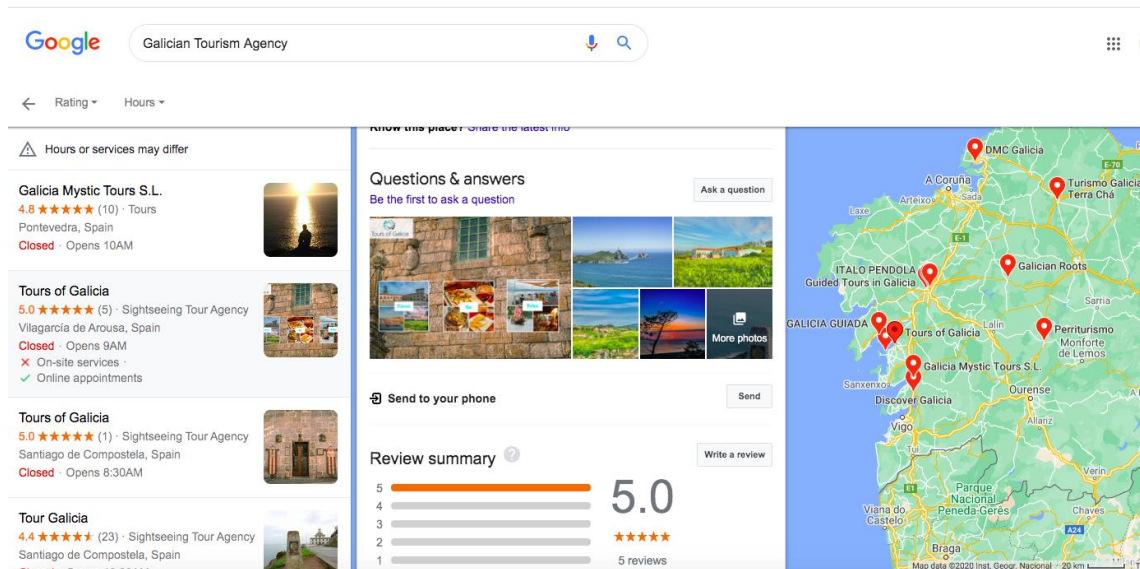 Google
Galician Tourism Agency
Rating
Hours
Hours or services may differ
Galicia Mystic Tours S.L.
4.8 (10) · Tours
Pontevedra, Spain
Closed · Opens 10AM
Tours of Galicia
5.0 (5) · Sightseeing Tour Agency
Vilagarcía de Arousa, Spain
Closed · Opens 9AM
On-site services ·
Online appointments
Tours of Galicia
5.0 (1) · Sightseeing Tour Agency
Santiago de Compostela, Spain
Closed · Opens 8:30AM
Tour Galicia
4.4 (23) · Sightseeing Tour Agency
Santiago de Compostela, Spain
Know this place? Share the latest info
Questions & answers
Ask a question
Be the first to ask a question
Tours of Galicia
More photos
Send to your phone
Send
Review summary
Write a review
5
4
3
2
1
5.0
5 reviews
DMC Galicia
E-70
A Coruña
Turismo Galicia
Terra Chá
Arteixo
Sada
Laxe
E-1
ITALO PENDOLA
Guided Tours in Galicia
Galician Roots
Sarria
GALICIA GUIADA
Tours of Galicia
Lalín
Perriturismo
Monforte
de Lemos
Galicia Mystic Tours S.L.
Sanxenxo
Ourense
Discover Galicia
Vigo
Allariz
Tui
Verín
E1
Parque
Nacional
Peneda-Gerês
Viana do
Castelo
Chaves
A24
Braga
Map data ©2020 Inst. Geogr. Nacional
20 km